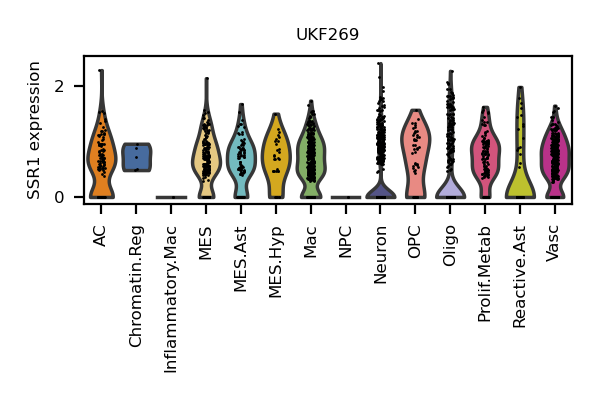 UKF269
SSR1 expression
2
0
AC
Chromatin.Reg
Inflammatory.Mac
MES
MES.Ast
MES.Hyp
Mac
NPC
Neuron
OPC
Oligo
Prolif.Metab
Reactive.Ast
Vasc